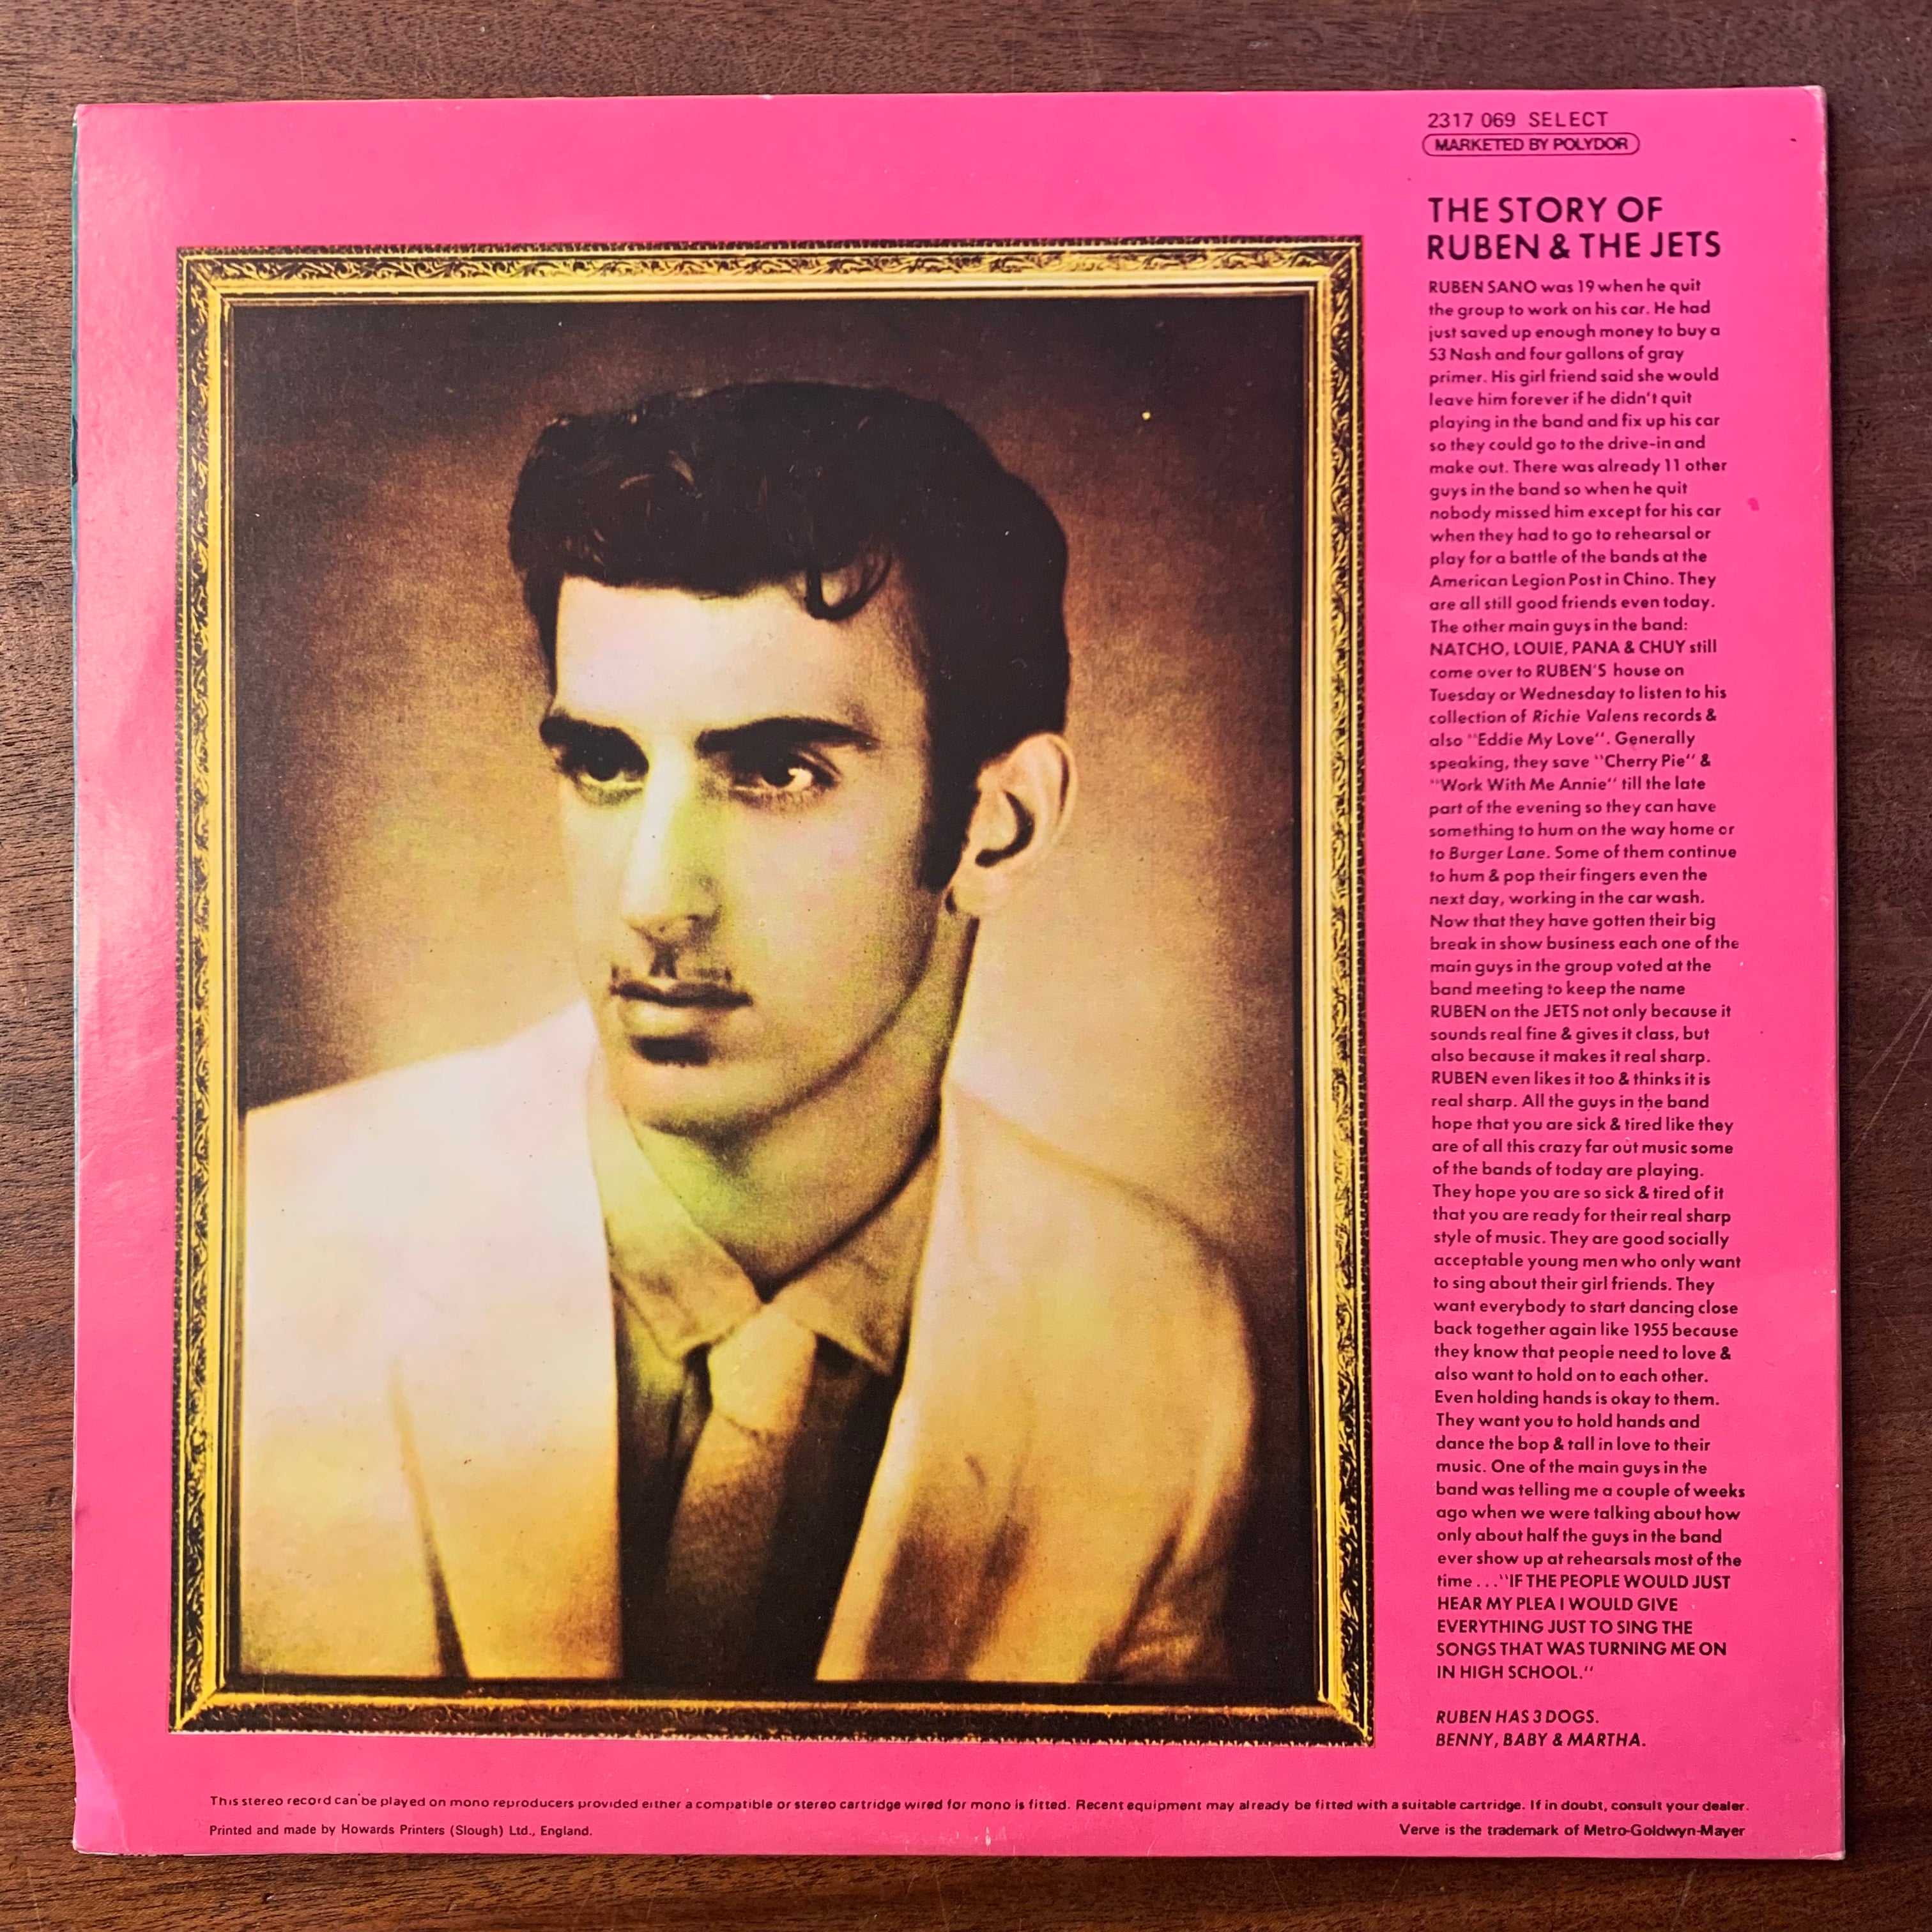 2317 069 SELECT
MARKETED BY POLYDOR
THE STORY OF
RUBEN & THE JETS
RUBEN SANO was 19 when he quit
the group to work on his car. He had
just saved up enough money to buy a
53 Nash and four gallons of gray
primer. His girl friend said she would
leave him forever if he didn't quit
playing in the band and fix up his car
so they could go to the drive-in and
make out. There was already 11 other
guys in the band so when he quit
nobody missed him except for his car
when they had to go to rehearsal or
play for a battle of the bands at the
American Legion Post in Chino. They
are all still good friends even today.
The other main guys in the band:
NATCHO, LOUIE, PANA & CHUY still
come over to RUBEN'S house on
Tuesday or Wednesday to listen to his
collection of Richie Valens records &
also "Eddie My Love". Generally
speaking, they save "Cherry Pie" &
"Work With Me Annie" till the late
part of the evening so they can have
something to hum on the way home or
to Burger Lane. Some of them continue
to hum & pop their fingers even the
next day, working in the car wash.
Now that they have gotten their big
break in show business each one of the
main guys in the group voted at the
band meeting to keep the name
RUBEN on the JETS not only because it
sounds real fine & gives it class, but
also because it makes it real sharp.
RUBEN even likes it too & thinks it is
real sharp. All the guys in the band
hope that you are sick & tired like they
are of all this crazy far out music some
of the bands of today are playing.
They hope you are so sick & tired of it
that you are ready for their real sharp
style of music. They are good socially
acceptable young men who only want
to sing about their girl friends. They
want everybody to start dancing close
back together again like 1955 because
they know that people need to love &
also want to hold on to each other.
Even holding hands is okay to them.
They want you to hold hands and
dance the bop & tall in love to their
music. One of the main guys in the
band was telling me a couple of weeks
ago when we were talking about how
only about half the guys in the band
ever show up at rehearsals most of the
time . . . "IF THE PEOPLE WOULD JUST
HEAR MY PLEA I WOULD GIVE
EVERYTHING JUST TO SING THE
SONGS THAT WAS TURNING ME ON
IN HIGH SCHOOL."
RUBEN HAS 3 DOGS.
BENNY, BABY & MARTHA.
This stereo record can be played on mono reproducers provided either a compatible or stereo cartridge wired for mono is fitted. Recent equipment may already be fitted with a suitable cartridge. If in doubt, consult your dealer.
Printed and made by Howards Printers (Slough) Ltd., England.
Verve is the trademark of Metro-Goldwyn-Mayer